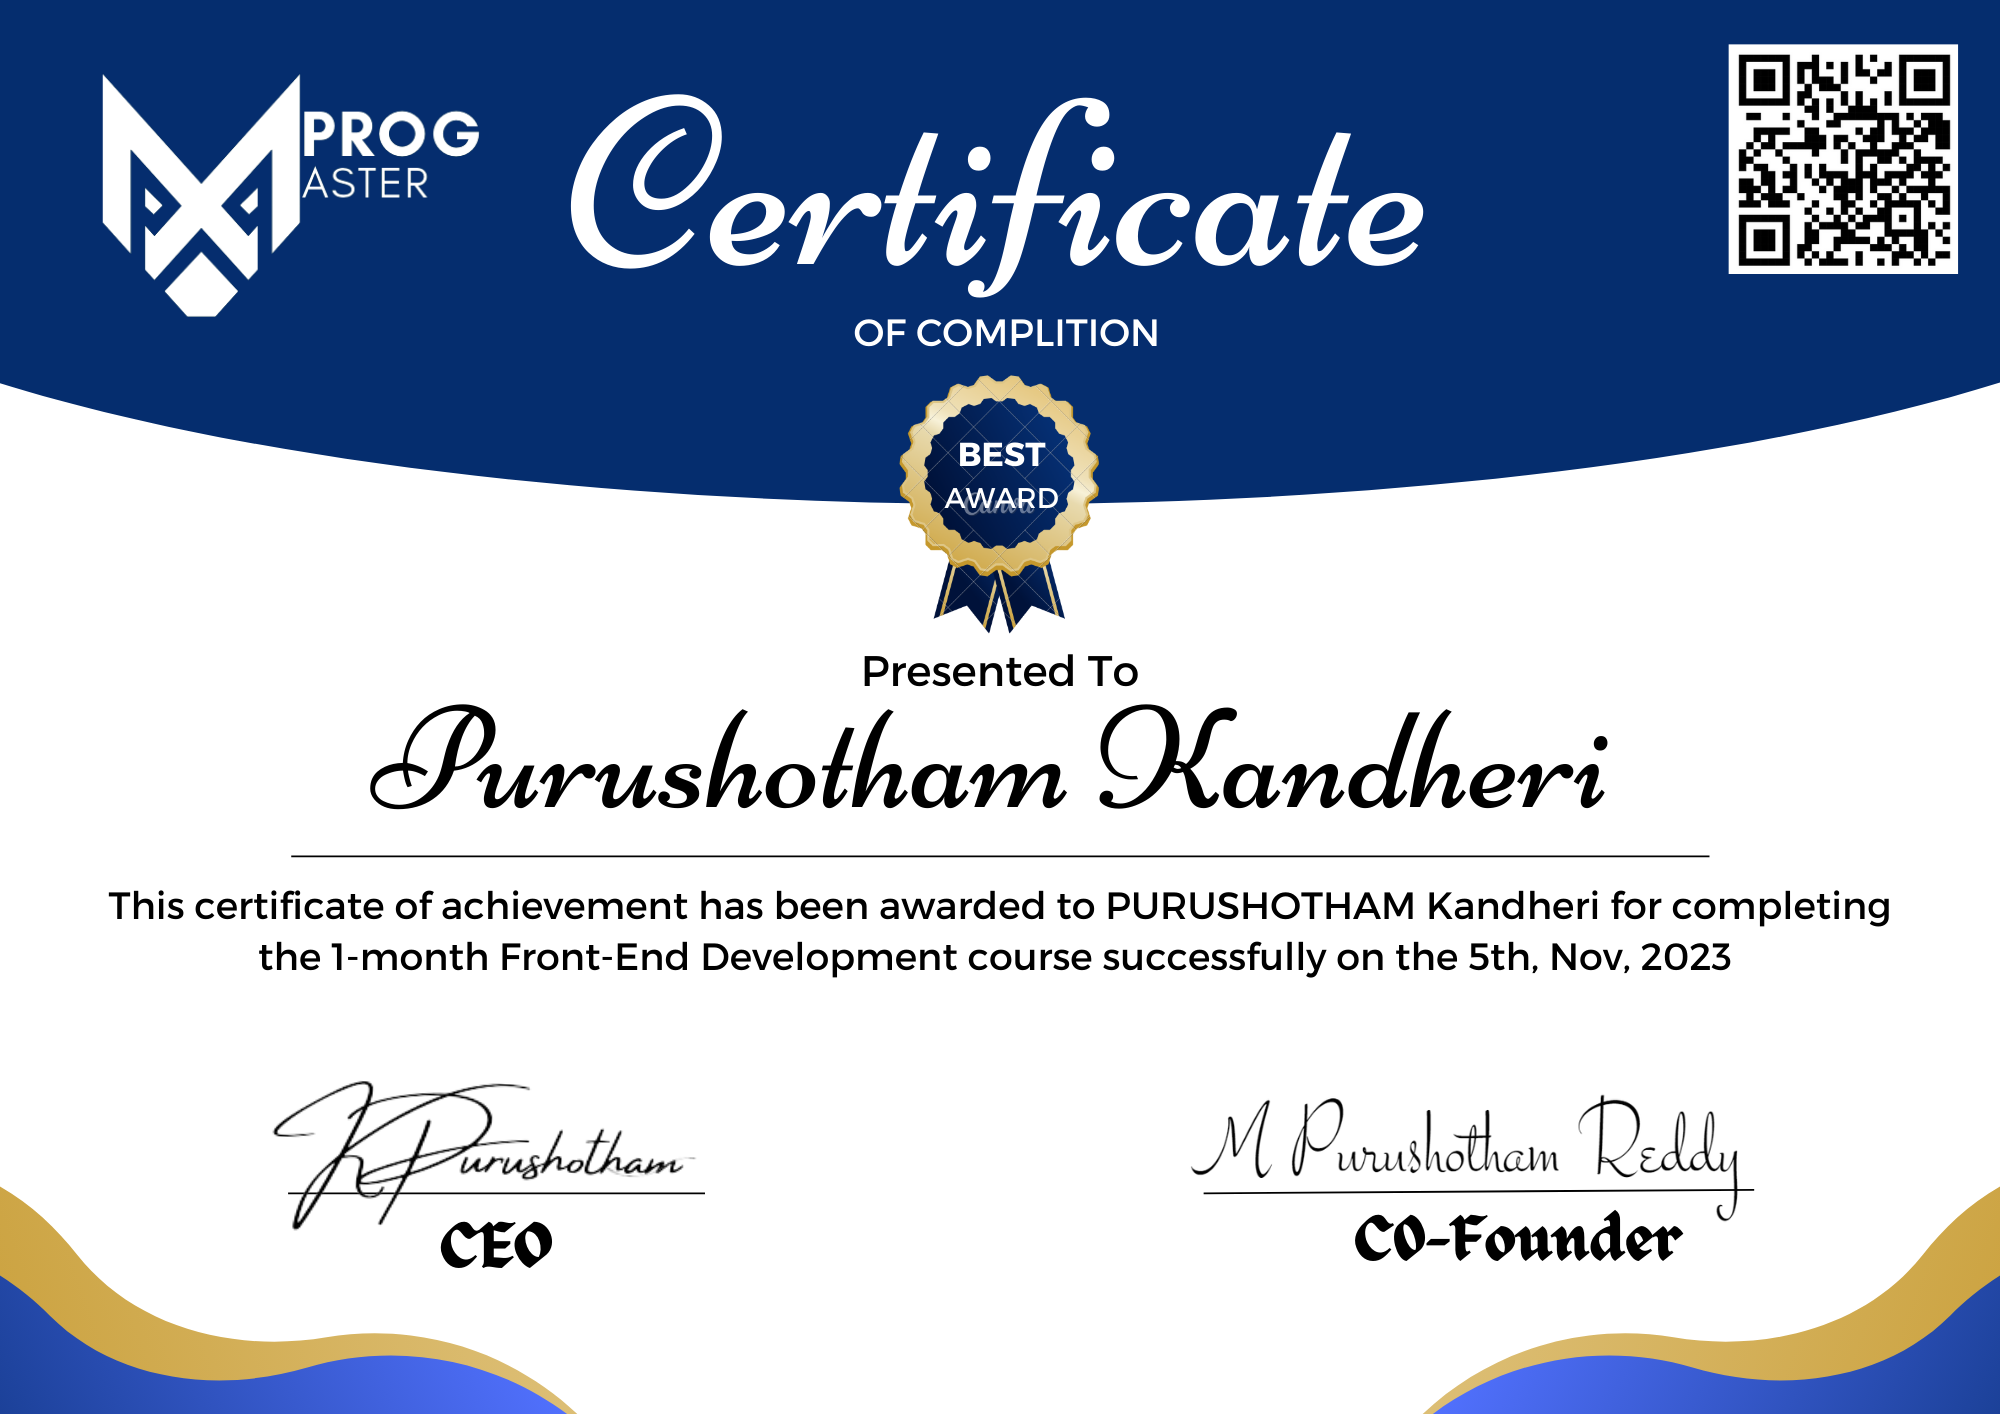 PROG
ASTER
Certificate
OF COMPLITION
BEST
AWARD
Canva
Presented To
Purushotham Kandheri
This certificate of achievement has been awarded to PURUSHOTHAM Kandheri for completing
the 1-month Front-End Development course successfully on the 5th, Nov, 2023
K Purushotham
M Purushotham Reddy
CEO
CO-Founder